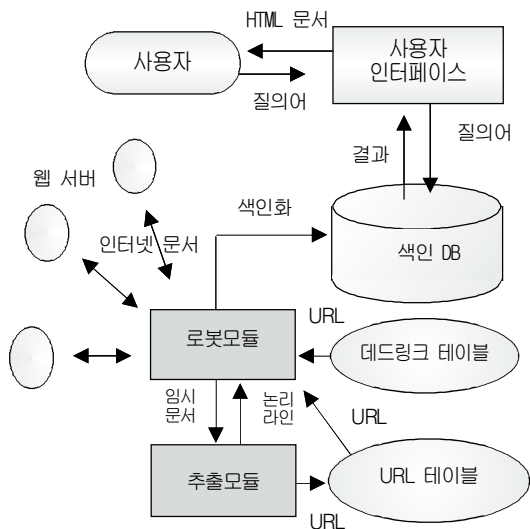 HTML 문서
사용자
사용자
인터페이스
질의어
질의어
결과
웹 서버
색인화
인터넷 문서
색인 DB
URL
로봇모듈
데드링크 테이블
임시
문서
논리
라인
URL
추출모듈
URL 테이블
URL